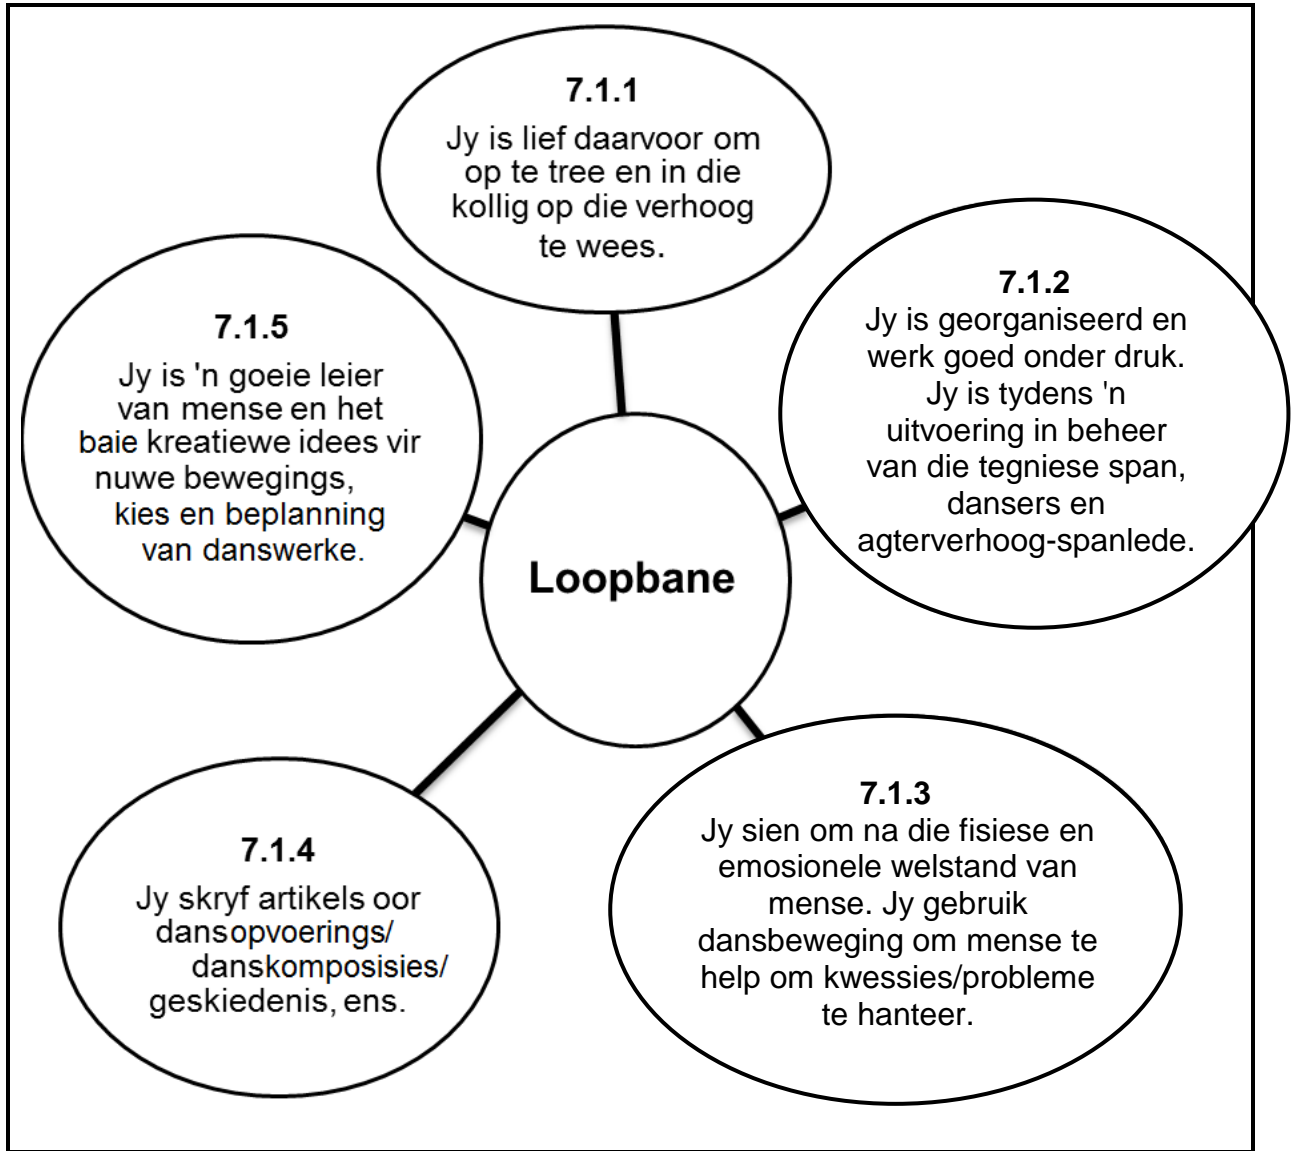 7.1.1
Jy is lief daarvoor om
op te tree en in die
kollig op die verhoog
te wees.
7.1.2
Jy is georganiseerd en
werk goed onder druk.
Jy is tydens 'n
uitvoering in beheer
van die tegniese span,
dansers en
agterverhoog-spanlede.
7.1.5
Jy is 'n goeie leier
van mense en het
baie kreatiewe idees vir
nuwe bewegings,
kies en beplanning
van danswerke.
Loopbane
7.1.3
Jy sien om na die fisiese en
emosionele welstand van
mense. Jy gebruik
dansbeweging om mense te
help om kwessies/probleme
te hanteer.
7.1.4
Jy skryf artikels oor
dansopvoerings/
danskomposisies/
geskiedenis, ens.